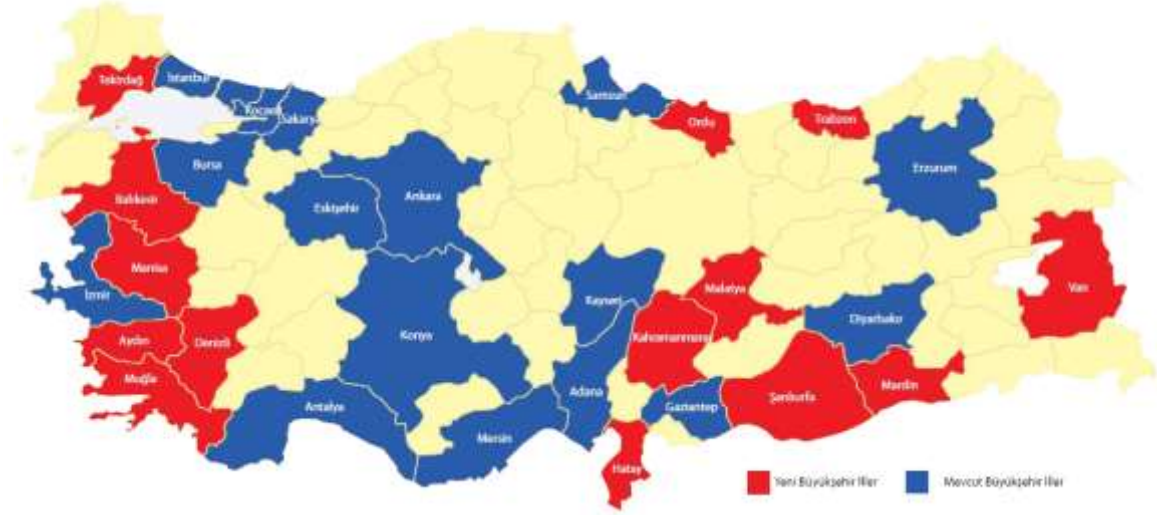 Tekirdağ
İstanbul
Kocaeli
Sakarya
Samsun
Ordu
Trabzon
Erzurum
Bursa
Balıkesir
Eskişehir
Ankara
Manisa
İzmir
Kayseri
Malatya
Van
Aydın
Denizli
Konya
Kahramanmaraş
Diyarbakır
Muğla
Antalya
Mersin
Adana
Gaziantep
Şanlıurfa
Mardin
Hatay
Yeni Büyükşehir İller
Mevcut Büyükşehir İller